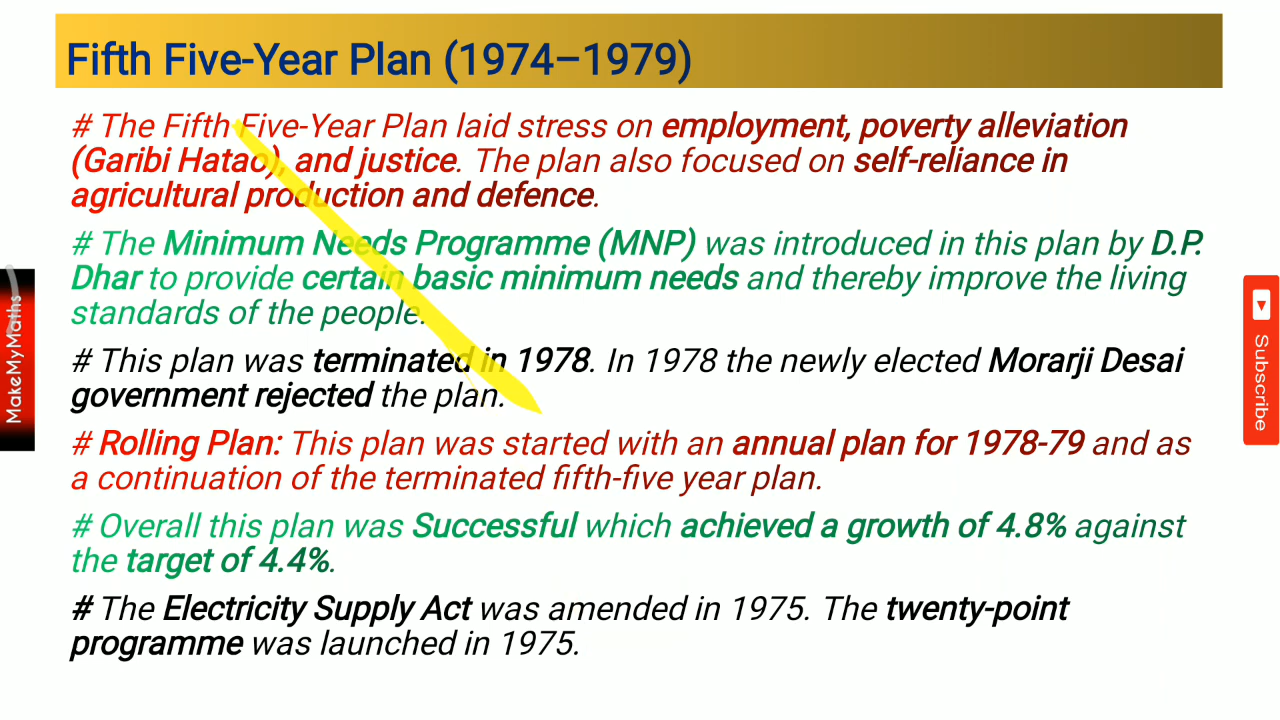 Fifth Five-Year Plan (1974–1979)
# The Fifth Five-Year Plan laid stress on employment, poverty alleviation
(Garibi Hatao), and justice. The plan also focused on self-reliance in
agricultural production and defence.
# The Minimum Needs Programme (MNP) was introduced in this plan by D.P.
Dhar to provide certain basic minimum needs and thereby improve the living
standards of the people.
# This plan was terminated in 1978. In 1978 the newly elected Morarji Desai
government rejected the plan.
# Rolling Plan: This plan was started with an annual plan for 1978-79 and as
a continuation of the terminated fifth-five year plan.
# Overall this plan was Successful which achieved a growth of 4.8% against
the target of 4.4%.
# The Electricity Supply Act was amended in 1975. The twenty-point
programme was launched in 1975.
MakeMyMaths
Subscribe